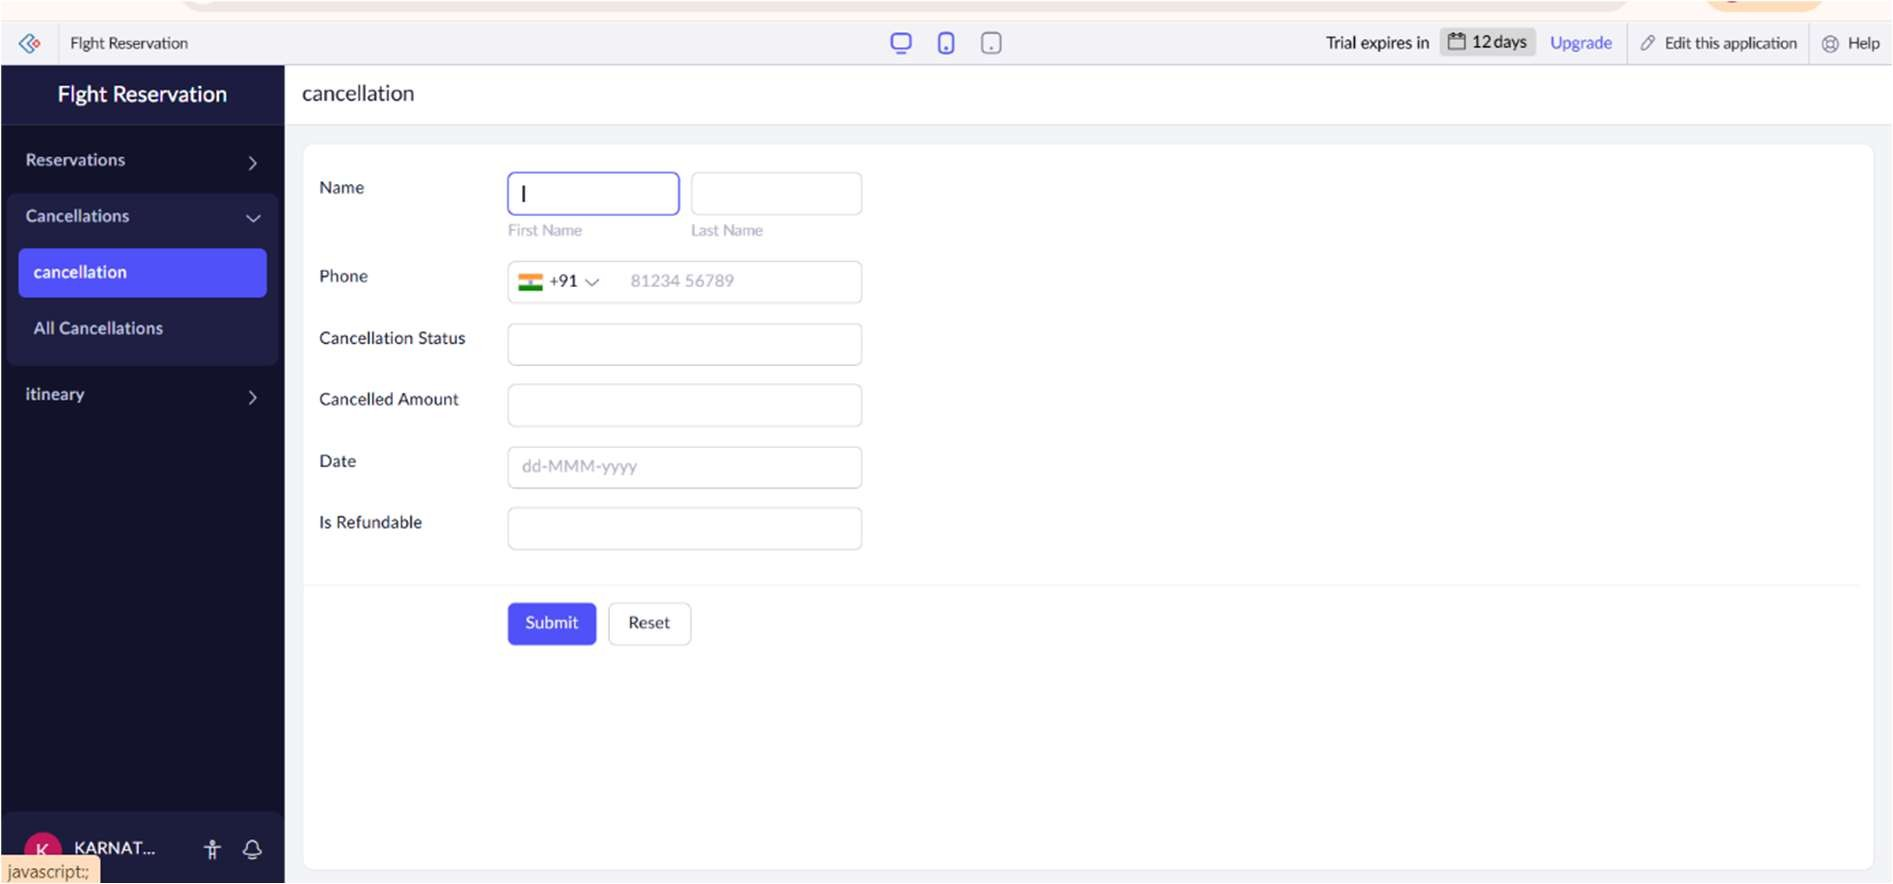 Flght Reservation
Trial expires in 12 days Upgrade Edit this application Help
Flght Reservation
cancellation
Reservations
Cancellations
cancellation
All Cancellations
itineary
Name
First Name Last Name
Phone +91 81234 56789
Cancellation Status
Cancelled Amount
Date dd-MMM-yyyy
Is Refundable
Submit Reset
K KARNAT...
javascript:;